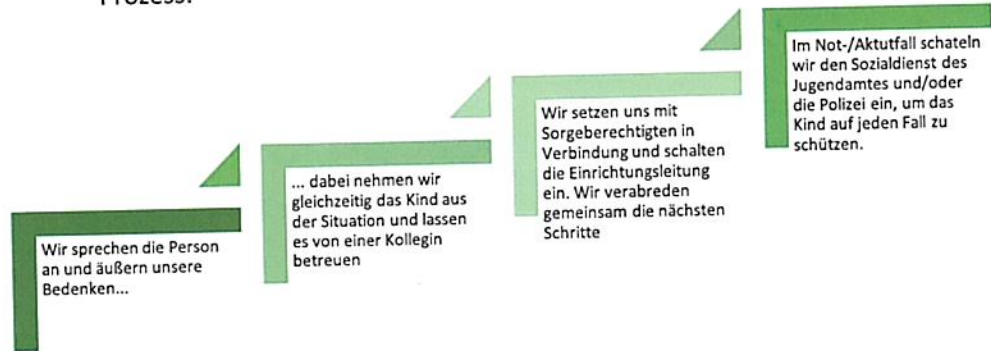 Prozess:
Wir sprechen die Person
an und äußern unsere
Bedenken...
... dabei nehmen wir
gleichzeitig das Kind aus
der Situation und lassen
es von einer Kollegin
betreuen
Wir setzen uns mit
Sorgeberechtigten in
Verbindung und schalten
die Einrichtungsleitung
ein. Wir verabreden
gemeinsam die nächsten
Schritte
Im Not-/Aktutfall schateln
wir den Sozialdienst des
Jugendamtes und/oder
die Polizei ein, um das
Kind auf jeden Fall zu
schützen.